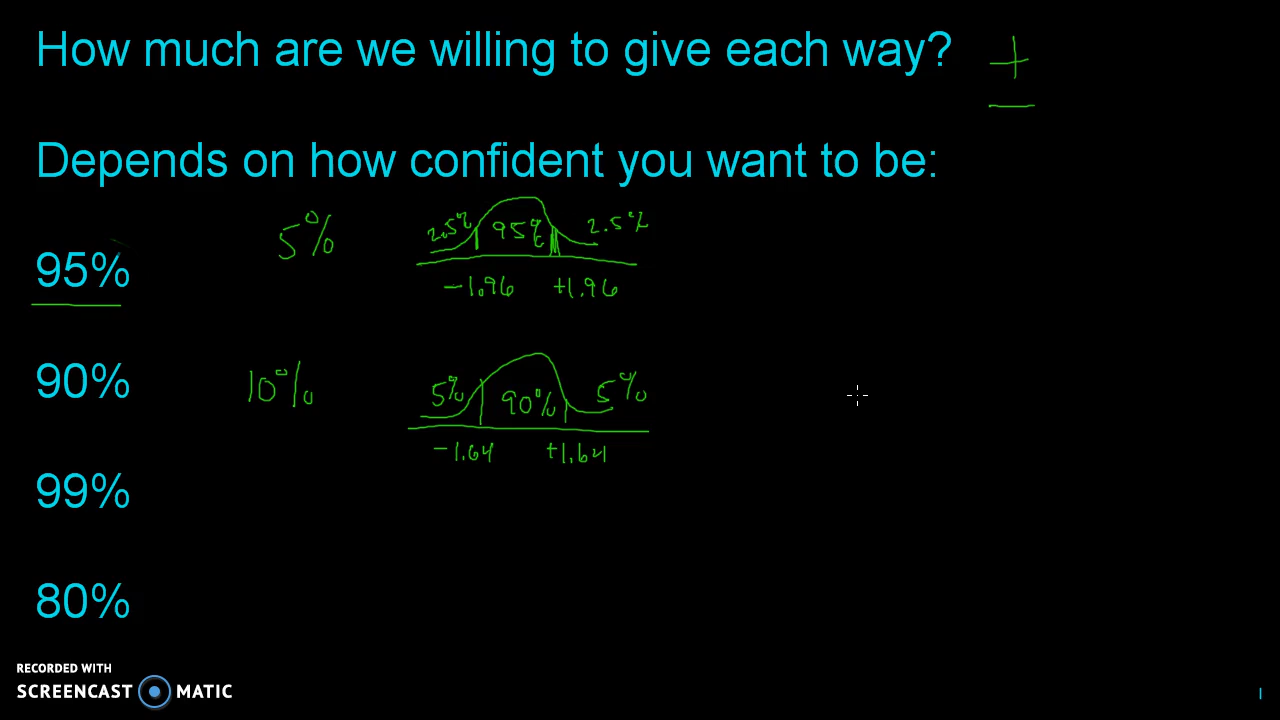 How much are we willing to give each way? ±
Depends on how confident you want to be:
5% 2.5% 95% 2.5%
95%
-1.96 +1.96
90% 10% 5% 90% 5%
-1.64 +1.64
99%
80%
RECORDED WITH
SCREENCAST MATIC
1